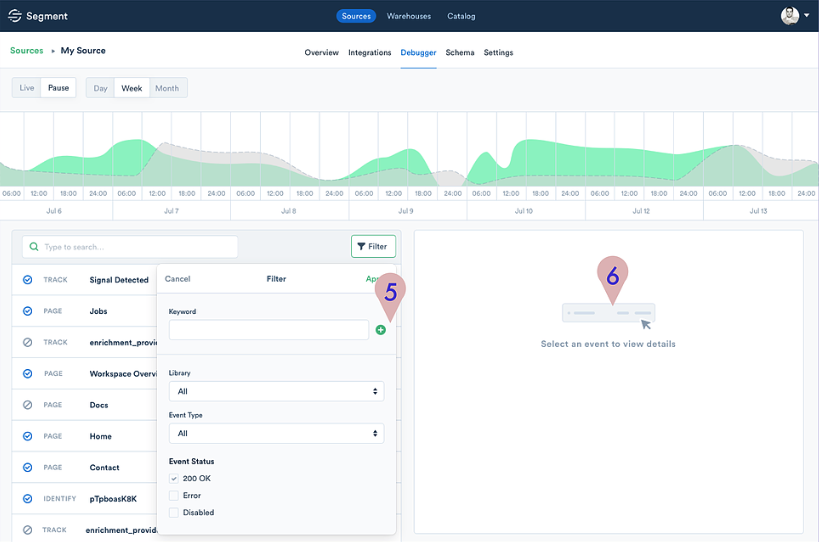 Segment Sources Warehouses Catalog
Sources My Source
Overview Integrations Debugger Schema Settings
Live Pause Day Week Month
06:00 12:00 18:00 24:00 06:00 12:00 18:00 24:00 06:00 12:00 18:00 24:00 06:00 12:00 18:00 24:00 06:00 12:00 18:00 24:00 06:00 12:00 18:00 24:00 06:00 12:00 18:00 24:00
Jul 6 Jul 7 Jul 8 Jul 9 Jul 10 Jul 12 Jul 13
Type to search... Filter
TRACK Signal Detected
PAGE Jobs
TRACK
PAGE Workspace
PAGE Docs
PAGE Home
PAGE Contact
IDENTIFY pTpboasK8K
TRACK
Cancel Filter
5
Keyword
Library
All
Event Type
All
Event Status
200 OK
Error
Disabled
6
Select an event to view details